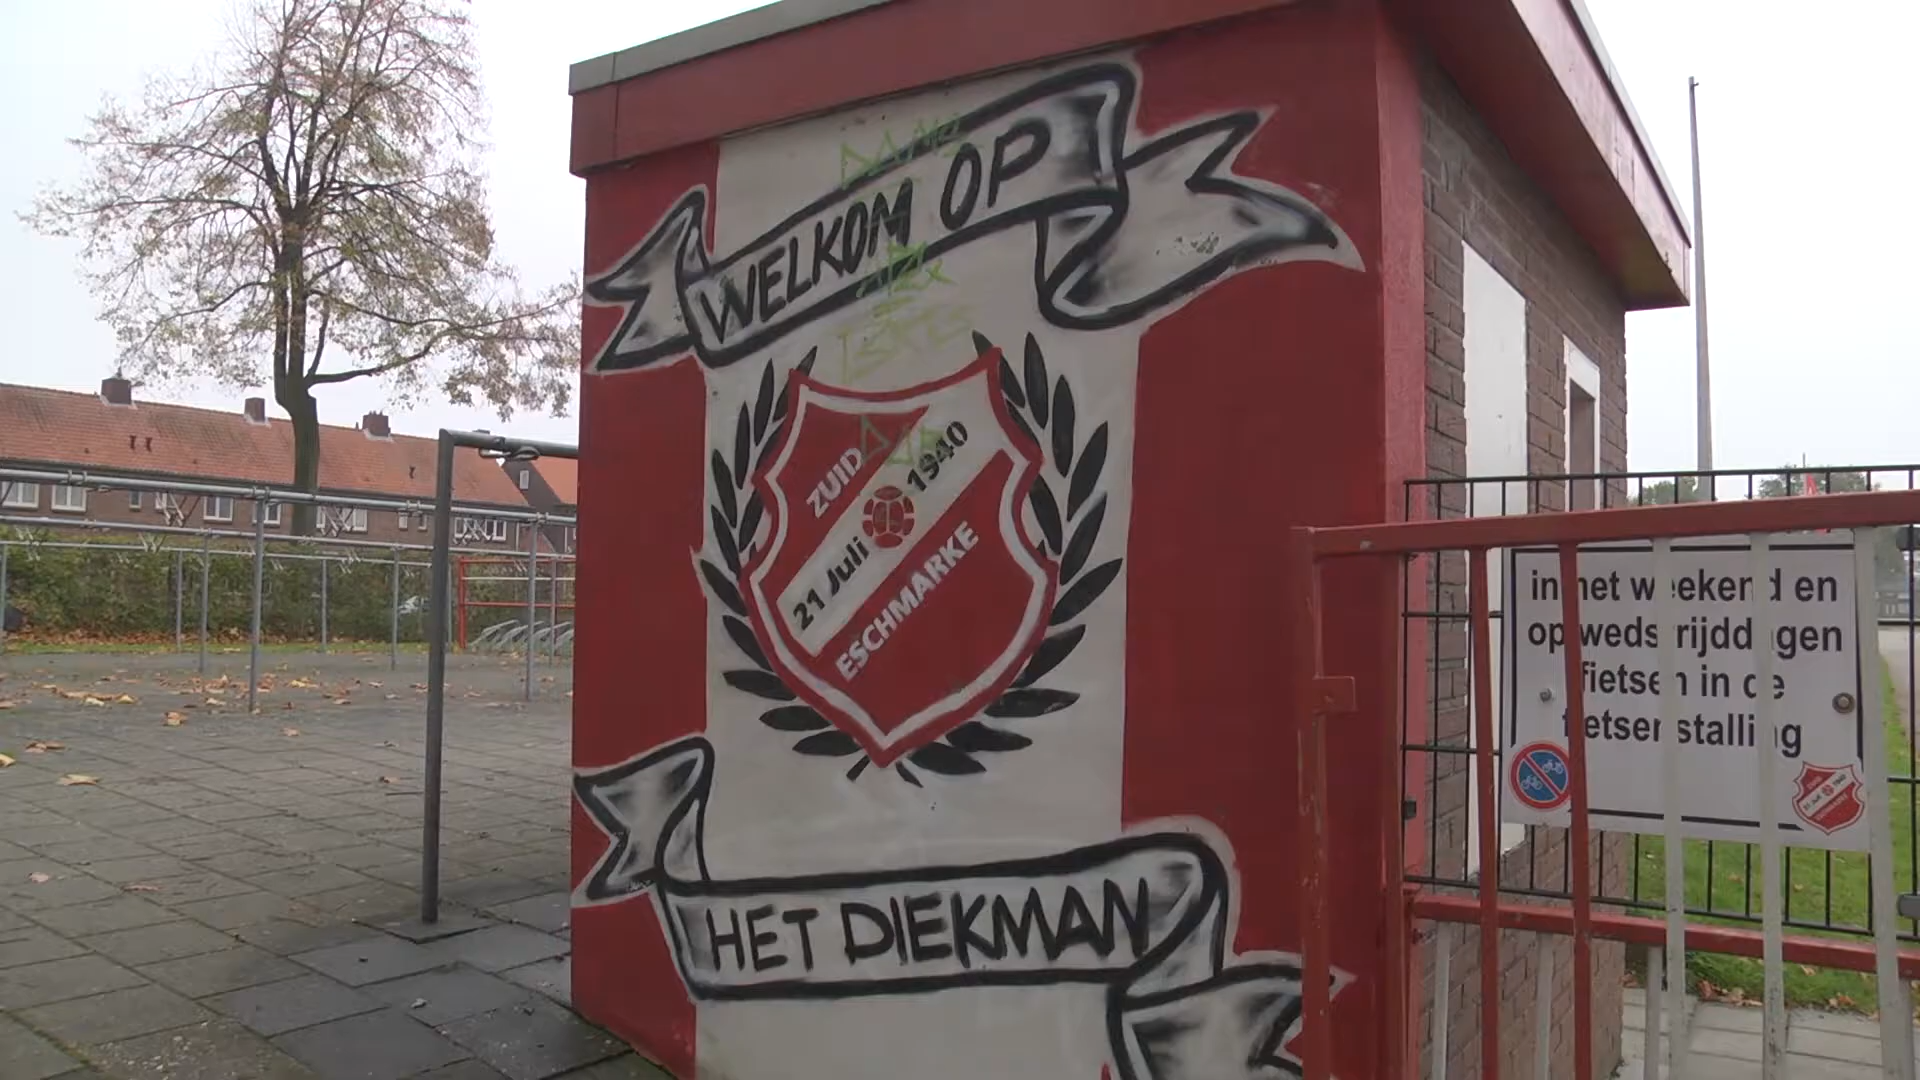 WELKOM OP
ZUID
21 Juli 1940
ESCHMARKE
HET DIEKMAN
in het weekend en
op wedstrijddagen
fietsen in de
fietsenstalling